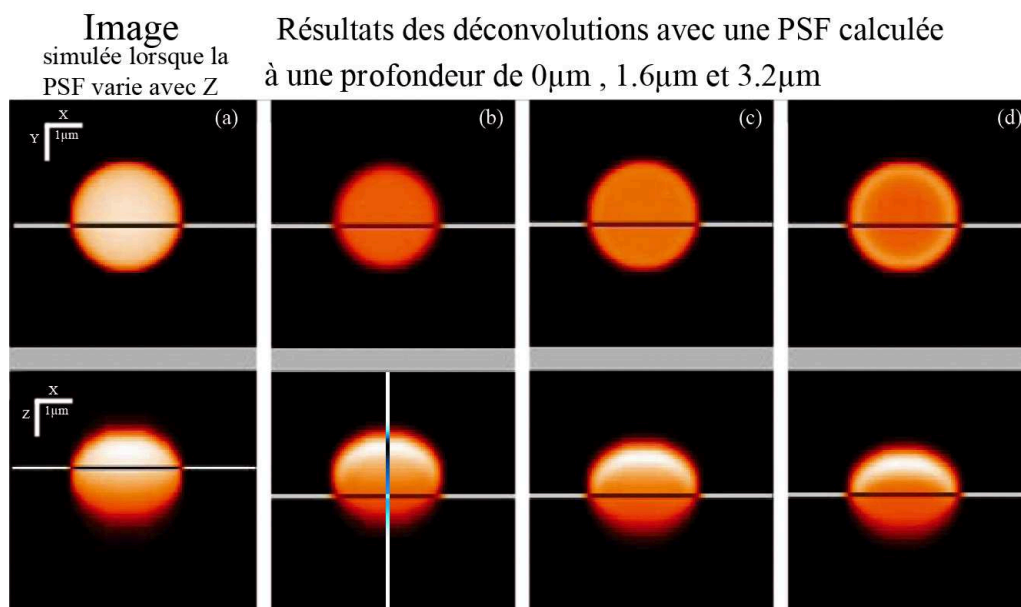 Image
simulée lorsque la
PSF varie avec Z
Résultats des déconvolutions avec une PSF calculée
à une profondeur de 0µm , 1.6µm et 3.2µm
X
Y
1µm
(a)
(b)
(c)
(d)
X
Z
1µm